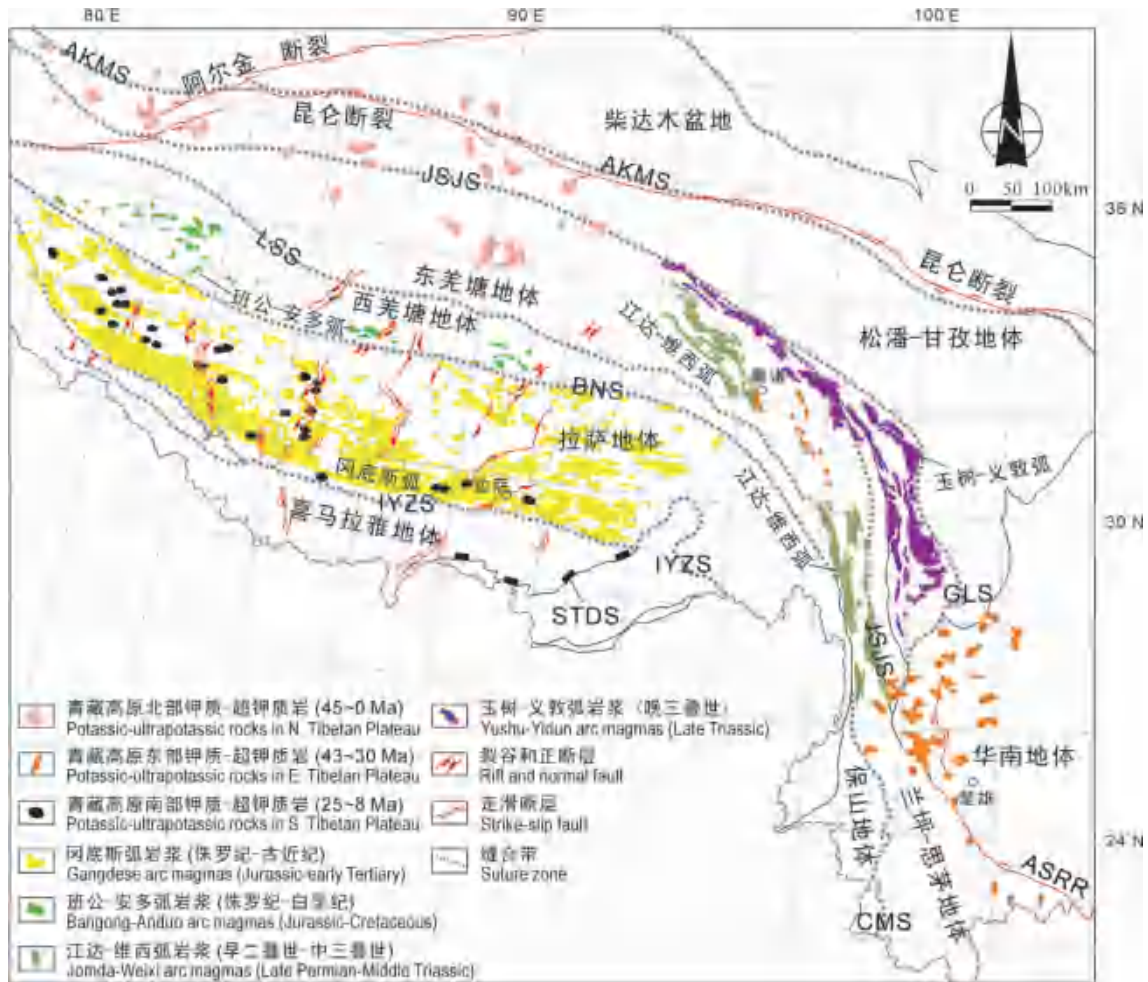 80°E
90°E
100°E
AKMS
阿尔金断裂
昆仑断裂
柴达木盆地
N
0 50 100km
AKMS
JSJS
36°N
LSS
东羌塘地体
西羌塘地体
昆仑断裂
班公-安多弧
江达-维西弧
松潘-甘孜地体
BNS
拉萨地体
冈底斯弧
玉树-义敦弧
IYZS
喜马拉雅地体
江达-维西弧
30°N
IYZS
STDS
GLS
JSJS
青藏高原北部钾质-超钾质岩 (45~0 Ma)
Potassic-ultrapotassic rocks in N. Tibetan Plateau
青藏高原东部钾质-超钾质岩 (43~30 Ma)
Potassic-ultrapotassic rocks in E. Tibetan Plateau
青藏高原南部钾质-超钾质岩 (25~8 Ma)
Potassic-ultrapotassic rocks in S. Tibetan Plateau
冈底斯弧岩浆 (侏罗纪-古近纪)
Gangdese arc magmas (Jurassic-early Tertiary)
班公-安多弧岩浆 (侏罗纪-白垩纪)
Bangong-Anduo arc magmas (Jurassic-Cretaceous)
江达-维西弧岩浆 (早二叠世-中三叠世)
Jomda-Weixi arc magmas (Late Permian-Middle Triassic)
玉树-义敦弧岩浆 (晚三叠世)
Yushu-Yidun arc magmas (Late Triassic)
裂谷和正断层
Rift and normal fault
走滑断层
Strike-slip fault
缝合带
Suture zone
华南地体
楚雄
保山地体
兰坪-思茅地体
24°N
ASRR
CMS